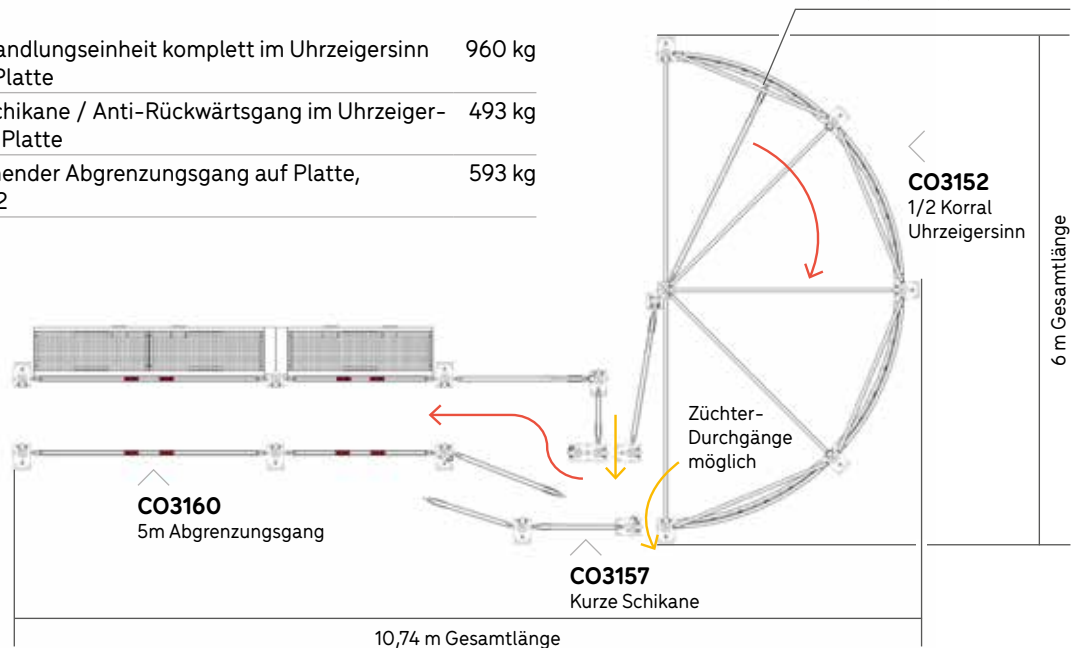 andlungseinheit komplett im Uhrzeigersinn 960 kg
Platte
chikane / Anti-Rückwärtsgang im Uhrzeiger- 493 kg
Platte
ender Abgrenzungsgang auf Platte, 593 kg
2
CO3152
1/2 Korral
Uhrzeigersinn
6 m Gesamtlänge
Züchter-
Durchgänge
möglich
CO3160
5m Abgrenzungsgang
CO3157
Kurze Schikane
10,74 m Gesamtlänge